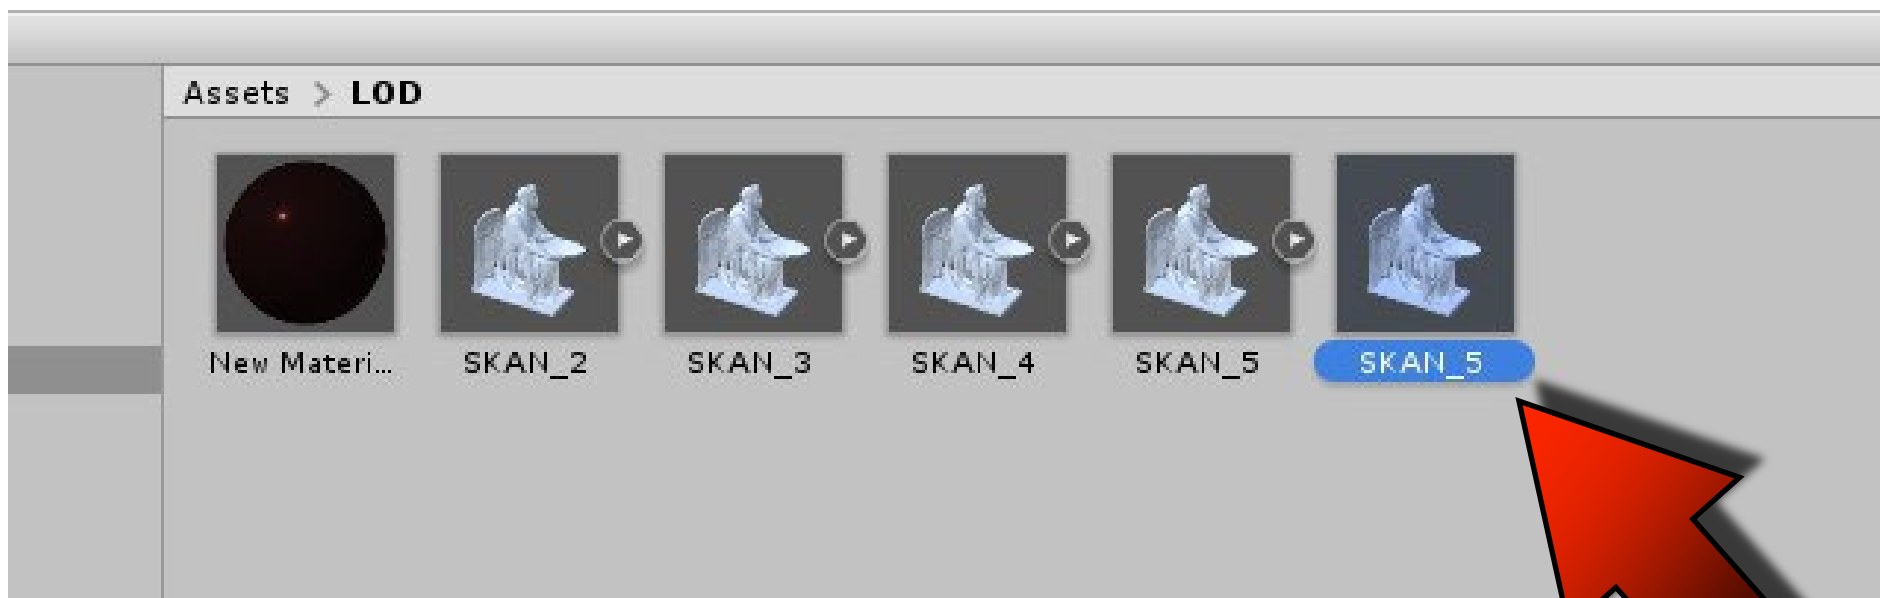 Assets > LOD
New Materi...
SKAN_2
SKAN_3
SKAN_4
SKAN_5
SKAN_5